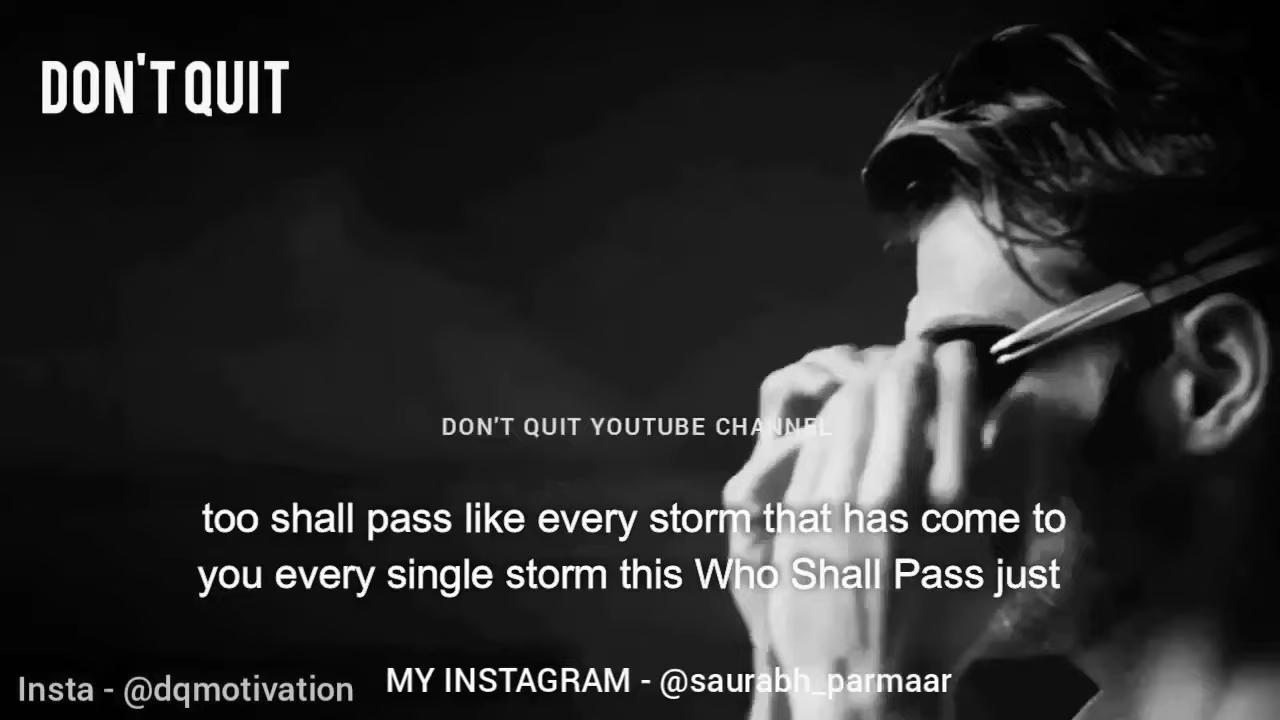 DON'T QUIT
DON'T QUIT YOUTUBE CHANNEL
too shall pass like every storm that has come to
you every single storm this Who Shall Pass just
Insta - @dqmotivation
MY INSTAGRAM - @saurabh_parmaar